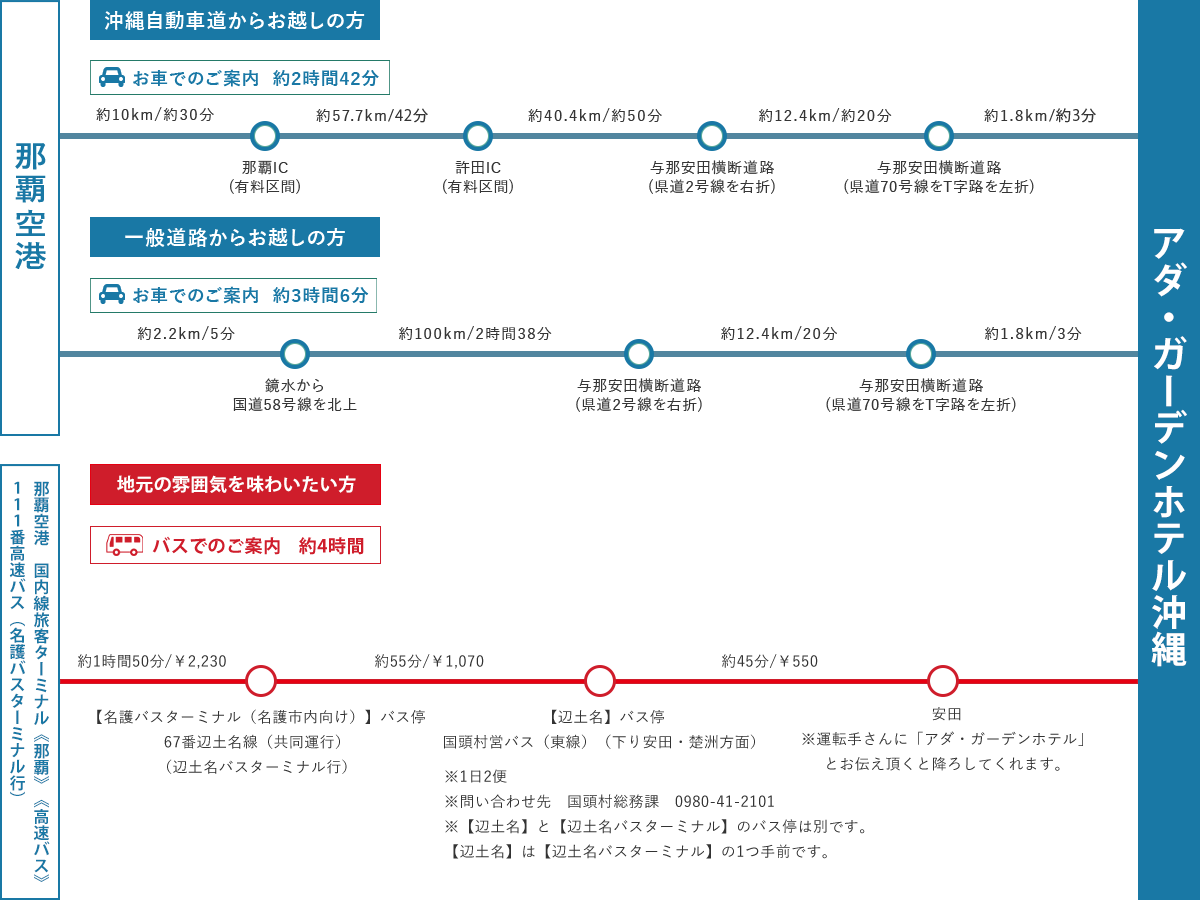 那覇空港
沖縄自動車道からお越しの方
お車でのご案内 約2時間42分
約10km/約30分
約57.7km/42分
約40.4km/約50分
約12.4km/約20分
約1.8km/約3分
那覇IC
(有料区間)
許田IC
(有料区間)
与那安田横断道路
(県道2号線を右折)
与那安田横断道路
(県道70号線をT字路を左折)
一般道路からお越しの方
お車でのご案内 約3時間6分
約2.2km/5分
約100km/2時間38分
約12.4km/20分
約1.8km/3分
鏡水から
国道58号線を北上
与那安田横断道路
(県道2号線を右折)
与那安田横断道路
(県道70号線をT字路を左折)
那覇空港 国内線旅客ターミナル《那覇》《高速バス》
111番高速バス（名護バスターミナル行）
地元の雰囲気を味わいたい方
バスでのご案内 約4時間
約1時間50分/￥2,230
約55分/￥1,070
約45分/￥550
【名護バスターミナル（名護市内向け）】バス停
67番辺土名線（共同運行）
（辺土名バスターミナル行）
【辺土名】バス停
国頭村営バス（東線）（下り安田・楚洲方面）
※1日2便
※問い合わせ先 国頭村総務課 0980-41-2101
※【辺土名】と【辺土名バスターミナル】のバス停は別です。
【辺土名】は【辺土名バスターミナル】の1つ手前です。
安田
※運転手さんに「アダ・ガーデンホテル」
とお伝え頂くと降ろしてくれます。
アダ・ガーデンホテル沖縄